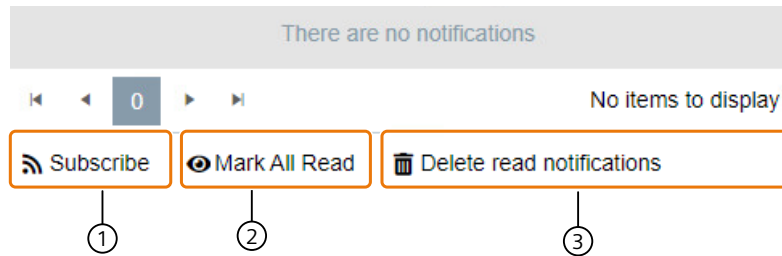 There are no notifications
0 No items to display
Subscribe Mark All Read Delete read notifications
1 2 3